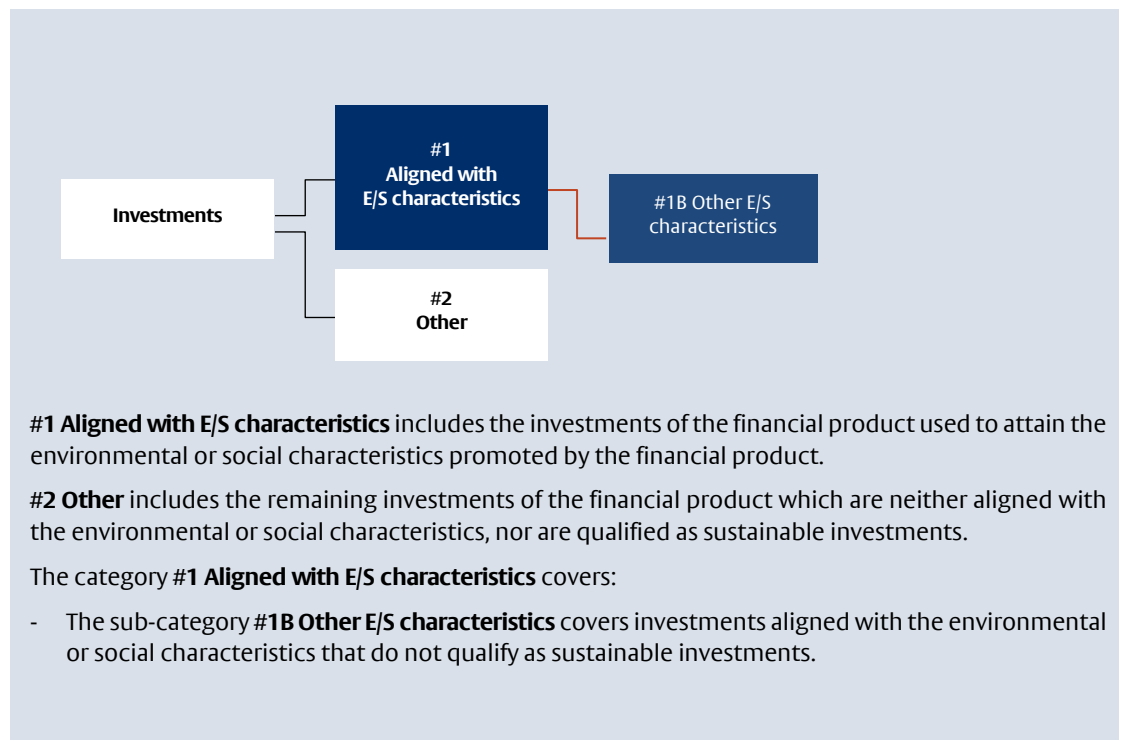 #1
Aligned with
E/S characteristics
Investments
#1B Other E/S
characteristics
#2
Other
#1 Aligned with E/S characteristics includes the investments of the financial product used to attain the
environmental or social characteristics promoted by the financial product.
#2 Other includes the remaining investments of the financial product which are neither aligned with
the environmental or social characteristics, nor are qualified as sustainable investments.
The category #1 Aligned with E/S characteristics covers:
- The sub-category #1B Other E/S characteristics covers investments aligned with the environmental
or social characteristics that do not qualify as sustainable investments.